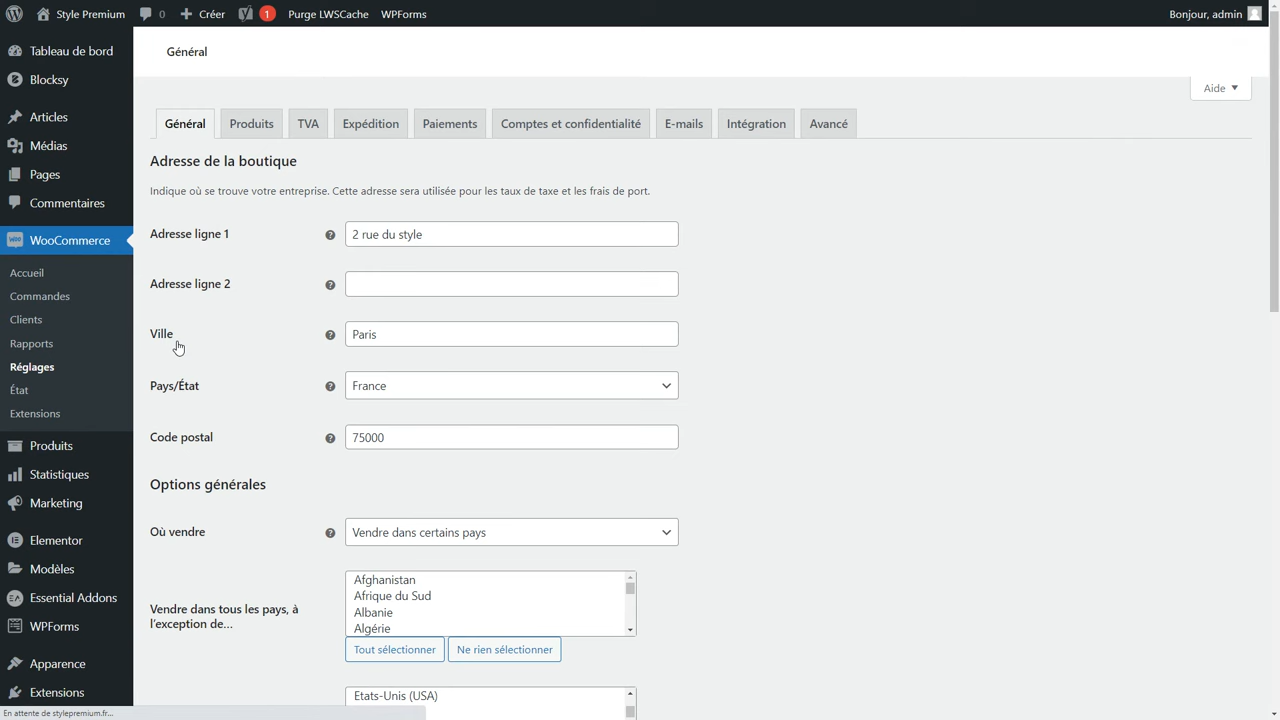 Style Premium
0
Créer
1
Purge LWSCache
WPForms
Bonjour, admin
Tableau de bord
Blocksy
Articles
Médias
Pages
Commentaires
WooCommerce
Accueil
Commandes
Clients
Rapports
Réglages
État
Extensions
Produits
Statistiques
Marketing
Elementor
Modèles
Essential Addons
WPForms
Apparence
Extensions
Général
Aide
Général
Produits
TVA
Expédition
Paiements
Comptes et confidentialité
E-mails
Intégration
Avancé
Adresse de la boutique
Indique où se trouve votre entreprise. Cette adresse sera utilisée pour les taux de taxe et les frais de port.
Adresse ligne 1
2 rue du style
Adresse ligne 2
Ville
Paris
Pays/État
France
Code postal
75000
Options générales
Où vendre
Vendre dans certains pays
Vendre dans tous les pays, à
l'exception de...
Afghanistan
Afrique du Sud
Albanie
Algérie
Tout sélectionner
Ne rien sélectionner
Etats-Unis (USA)
En attente de stylepremium.fr...